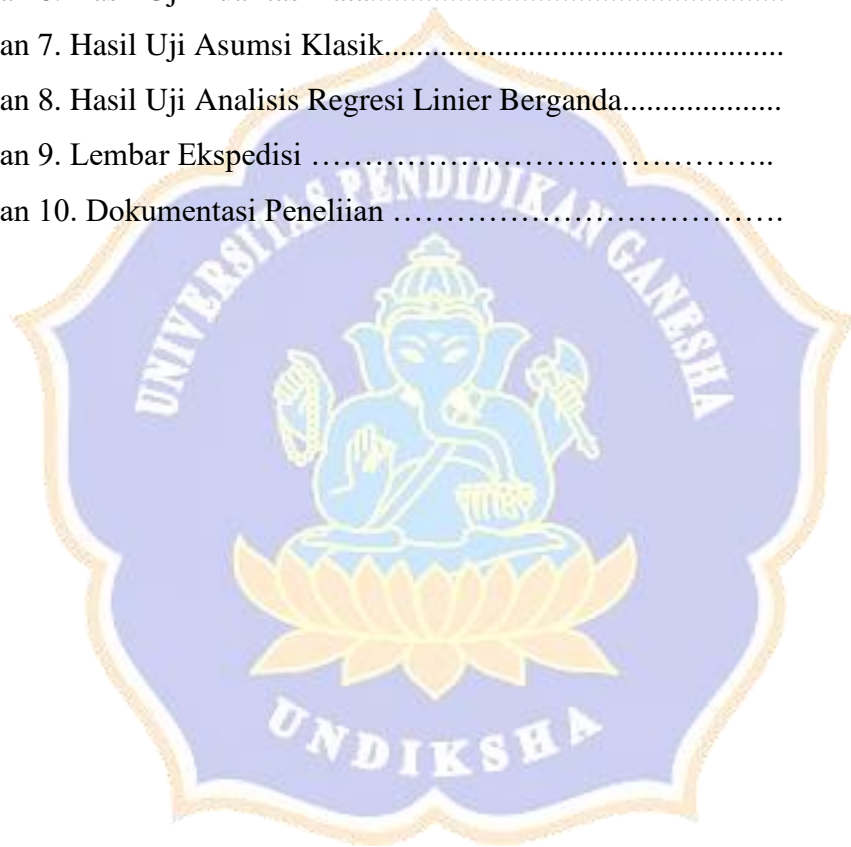 an 7. Hasil Uji Asumsi Klasik.................................................
an 8. Hasil Uji Analisis Regresi Linier Berganda....................
an 9. Lembar Ekspedisi ……………………………………..
an 10. Dokumentasi Peneliian …………………………………
UNIVERSITAS PENDIDIKAN GANESHA
UNDIKSHA